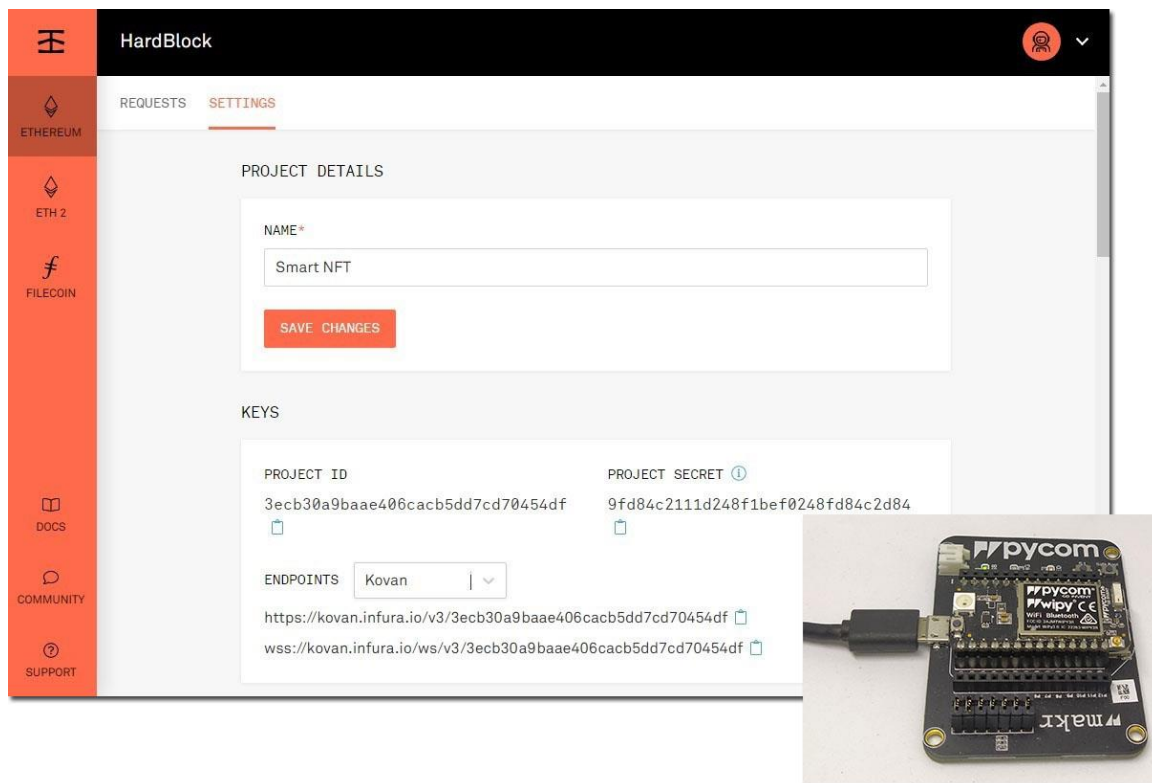 HardBlock
ETHEREUM
ETH 2
FILECOIN
DOCS
COMMUNITY
SUPPORT
REQUESTS SETTINGS
PROJECT DETAILS
NAME*
Smart NFT
SAVE CHANGES
KEYS
PROJECT ID PROJECT SECRET
3ecb30a9baae406cacb5dd7cd70454df 9fd84c2111d248f1bef0248fd84c2d84
ENDPOINTS Kovan
https://kovan.infura.io/v3/3ecb30a9baae406cacb5dd7cd70454df
wss://kovan.infura.io/ws/v3/3ecb30a9baae406cacb5dd7cd70454df
pycom
pycom
wipy CE
WiFi Bluetooth
makr